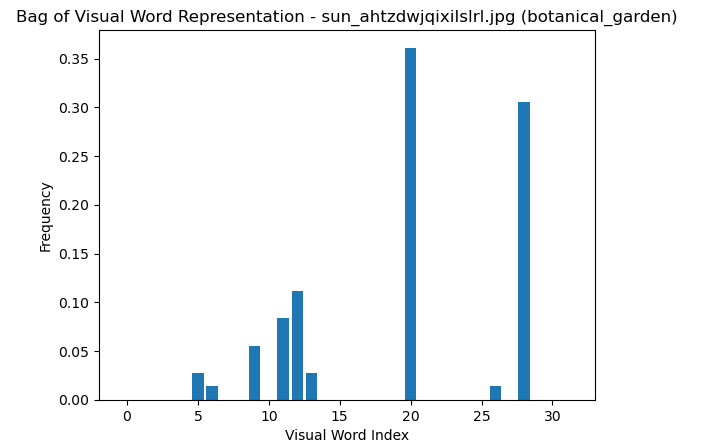 Bag of Visual Word Representation - sun_ahtzdwjqixilslrl.jpg (botanical_garden)
0.35
0.30
0.25
0.20
0.15
0.10
0.05
0.00
Frequency
0 5 10 15 20 25 30
Visual Word Index